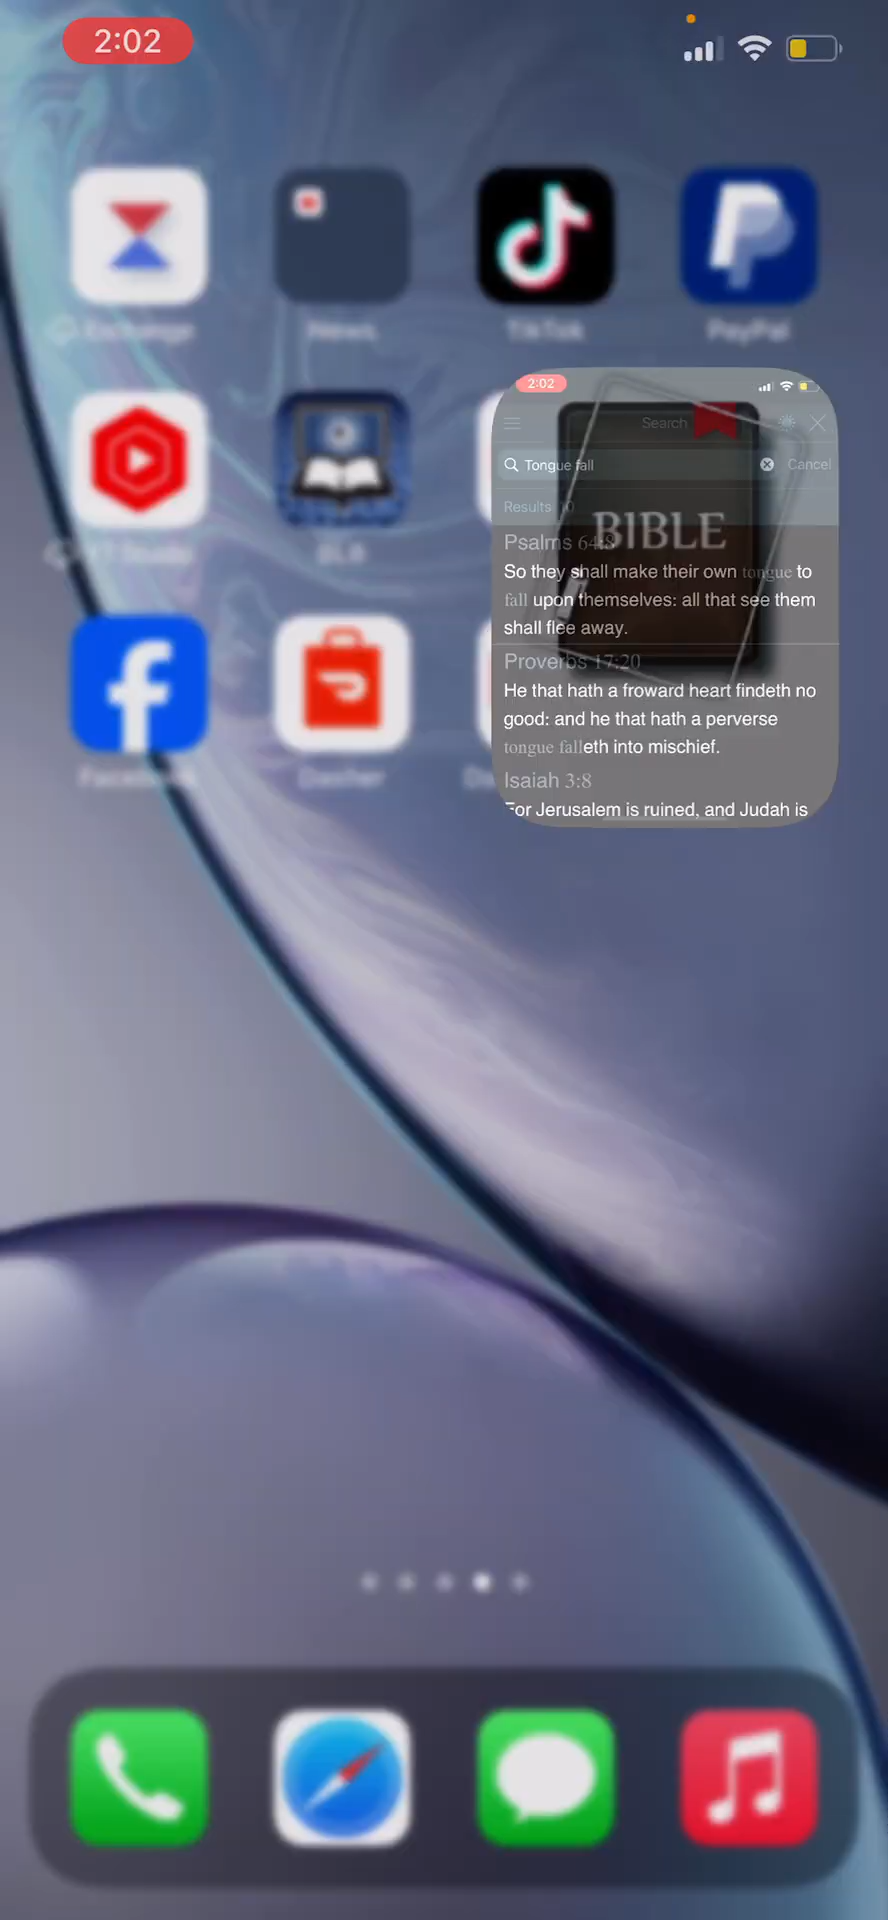 2:02
Exchange
News
TikTok
PayPal
YT Studio
BLB
2:02
Search
Tongue fall
Cancel
Results 10
BIBLE
Psalms 64:8
So they shall make their own tongue to
fall upon themselves: all that see them
shall flee away.
Proverbs 17:20
He that hath a froward heart findeth no
good: and he that hath a perverse
tongue falleth into mischief.
Isaiah 3:8
For Jerusalem is ruined, and Judah is
Facebook
Dasher